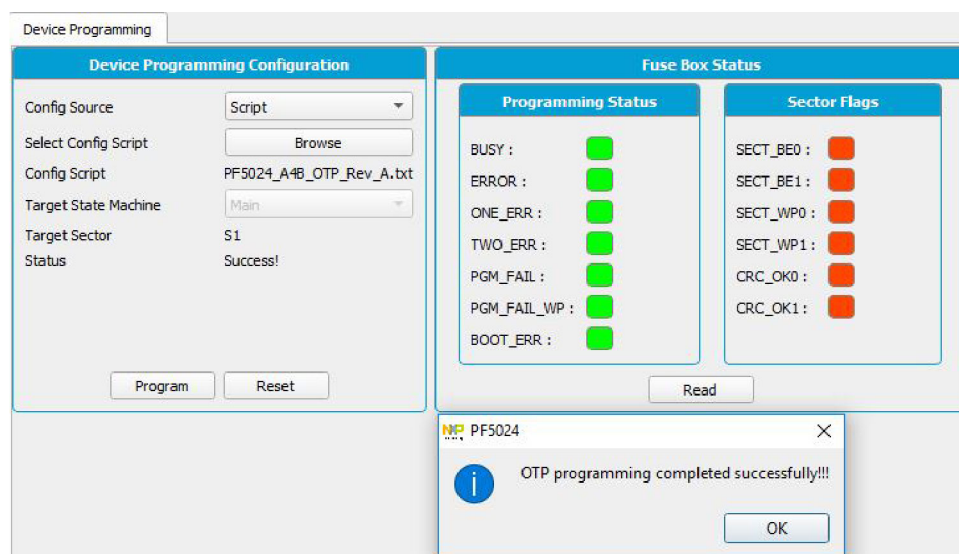 Device Programming
Device Programming Configuration
Config Source
Script
Select Config Script
Browse
Config Script
PF5024_A4B_OTP_Rev_A.txt
Target State Machine
Main
Target Sector
S1
Status
Success!
Program
Reset
Fuse Box Status
Programming Status
BUSY :
ERROR :
ONE_ERR :
TWO_ERR :
PGM_FAIL :
PGM_FAIL_WP :
BOOT_ERR :
Sector Flags
SECT_BE0 :
SECT_BE1 :
SECT_WP0 :
SECT_WP1 :
CRC_OK0 :
CRC_OK1 :
Read
NXP PF5024
OTP programming completed successfully!!!
OK